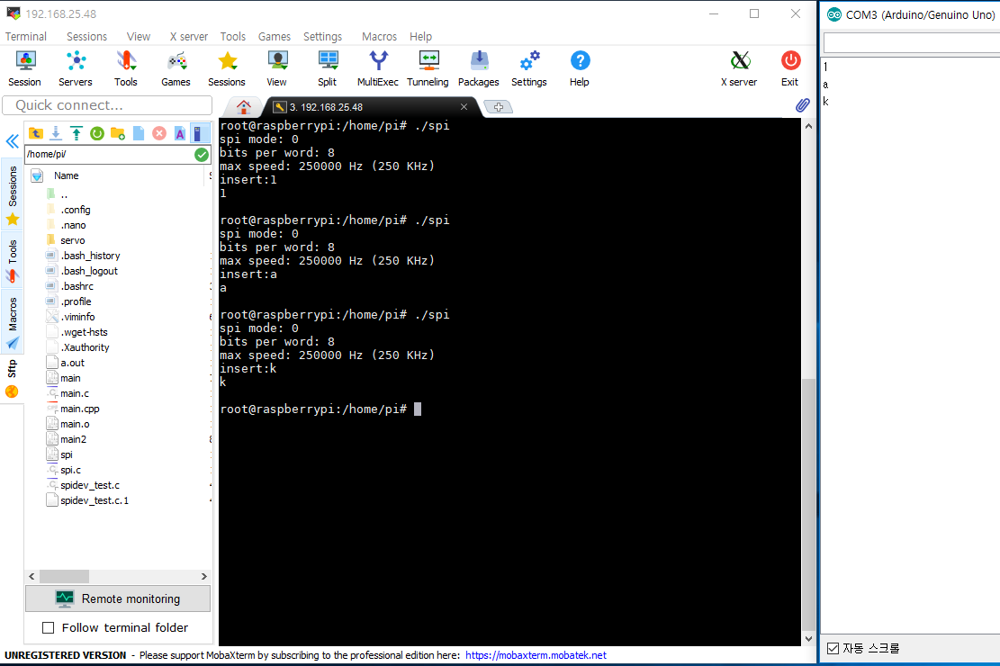 192.168.25.48
Terminal Sessions View X server Tools Games Settings Macros Help
Session Servers Tools Games Sessions View Split MultiExec Tunneling Packages Settings Help X server Exit
Quick connect...
3. 192.168.25.48
/home/pi/
Name
..
.config
.nano
servo
.bash_history
.bash_logout
.bashrc
.profile
.viminfo
.wget-hsts
.Xauthority
a.out
main
main.c
main.cpp
main.o
main2
spi
spi.c
spidev_test.c
spidev_test.c.1
Sessions
Tools
Macros
Sftp
Remote monitoring
Follow terminal folder
root@raspberrypi:/home/pi# ./spi
spi mode: 0
bits per word: 8
max speed: 250000 Hz (250 KHz)
insert:l
l
root@raspberrypi:/home/pi# ./spi
spi mode: 0
bits per word: 8
max speed: 250000 Hz (250 KHz)
insert:a
a
root@raspberrypi:/home/pi# ./spi
spi mode: 0
bits per word: 8
max speed: 250000 Hz (250 KHz)
insert:k
k
root@raspberrypi:/home/pi#
UNREGISTERED VERSION - Please support MobaXterm by subscribing to the professional edition here: https://mobaxterm.mobatek.net
COM3 (Arduino/Genuino Uno)
l
a
k
자동 스크롤